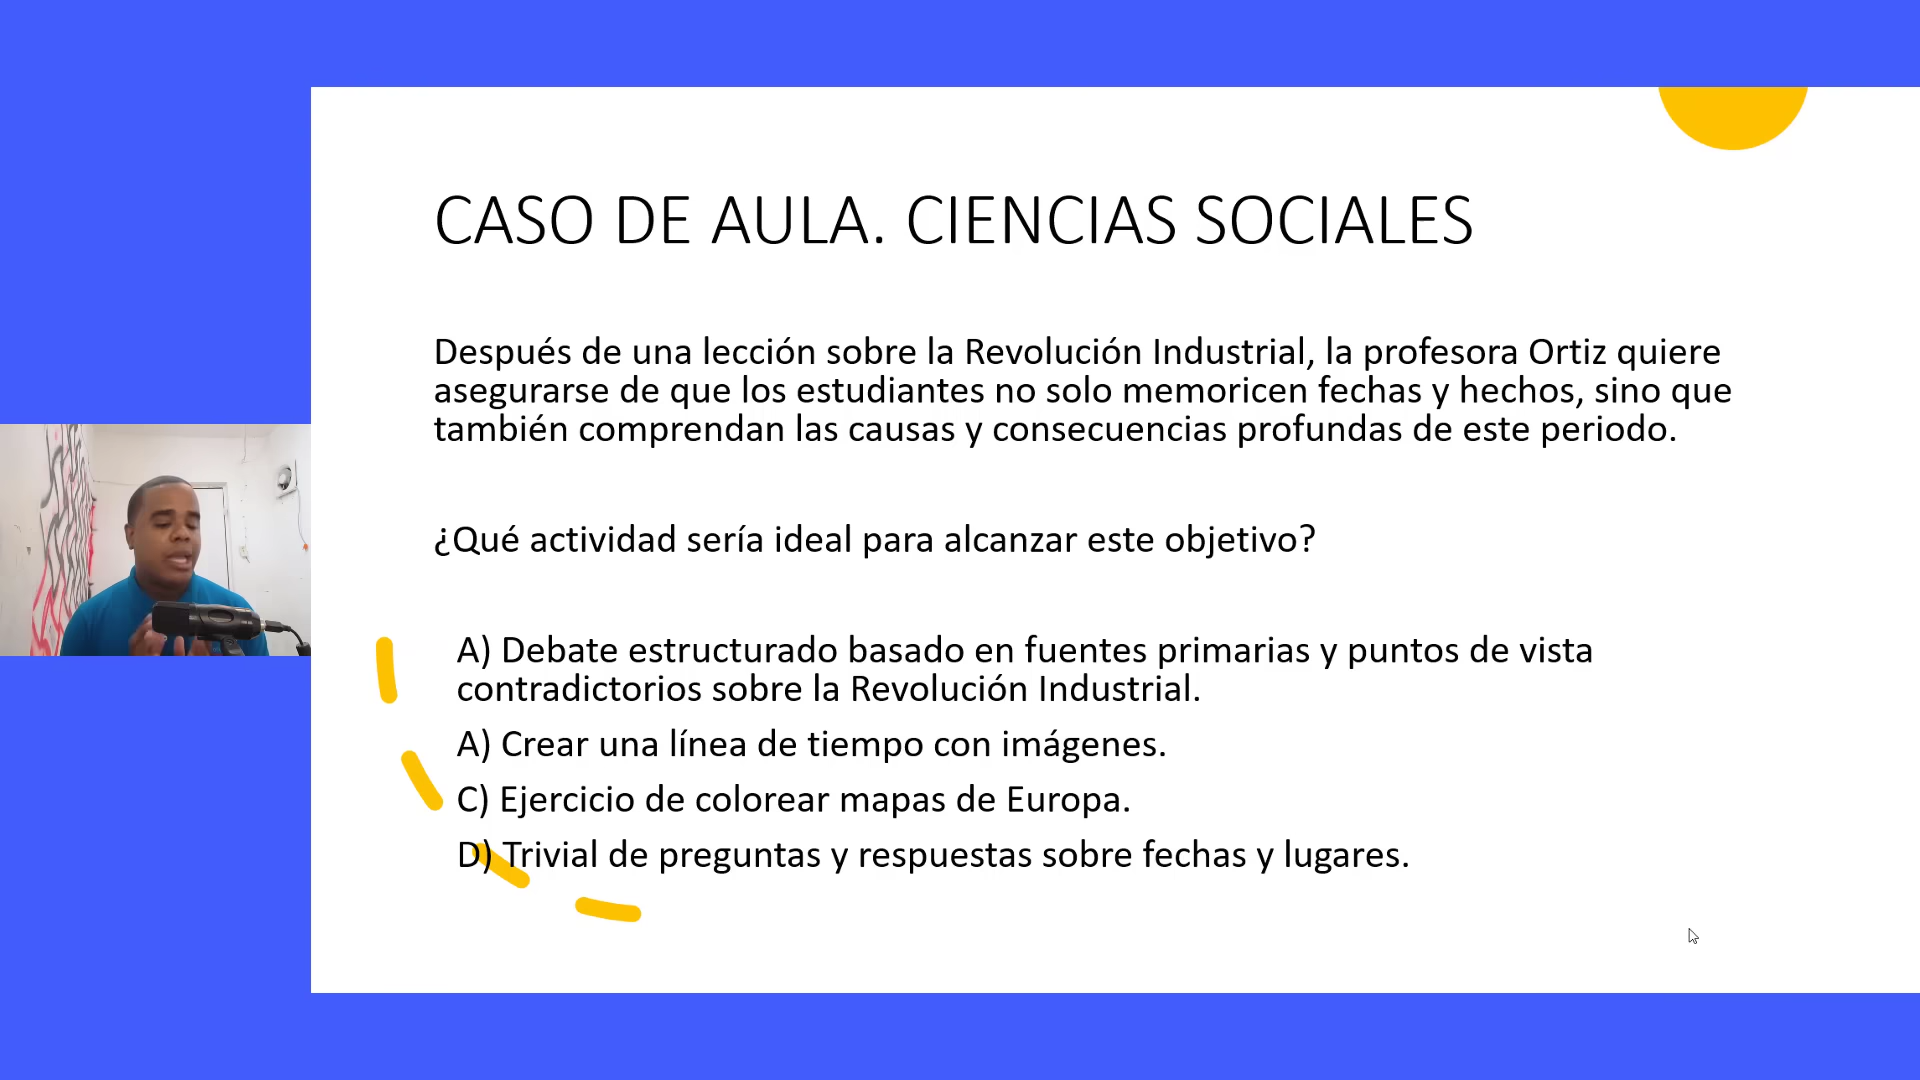 CASO DE AULA. CIENCIAS SOCIALES
Después de una lección sobre la Revolución Industrial, la profesora Ortiz quiere
asegurarse de que los estudiantes no solo memoricen fechas y hechos, sino que
también comprendan las causas y consecuencias profundas de este periodo.
¿Qué actividad sería ideal para alcanzar este objetivo?
A) Debate estructurado basado en fuentes primarias y puntos de vista
contradictorios sobre la Revolución Industrial.
A) Crear una línea de tiempo con imágenes.
C) Ejercicio de colorear mapas de Europa.
D) Trivial de preguntas y respuestas sobre fechas y lugares.